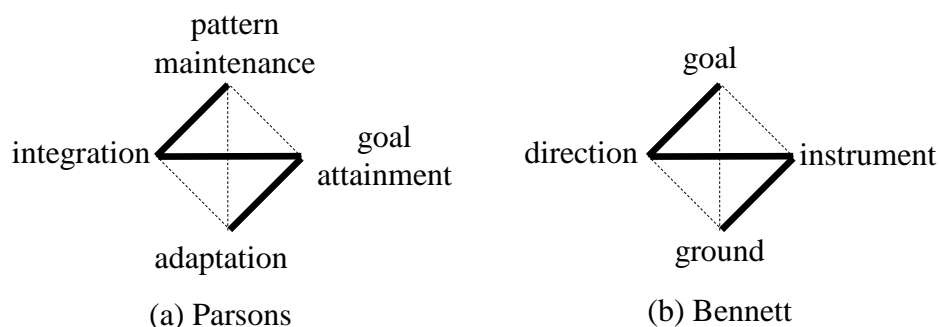 pattern
maintenance
integration
goal
attainment
adaptation
(a) Parsons
goal
direction
instrument
ground
(b) Bennett